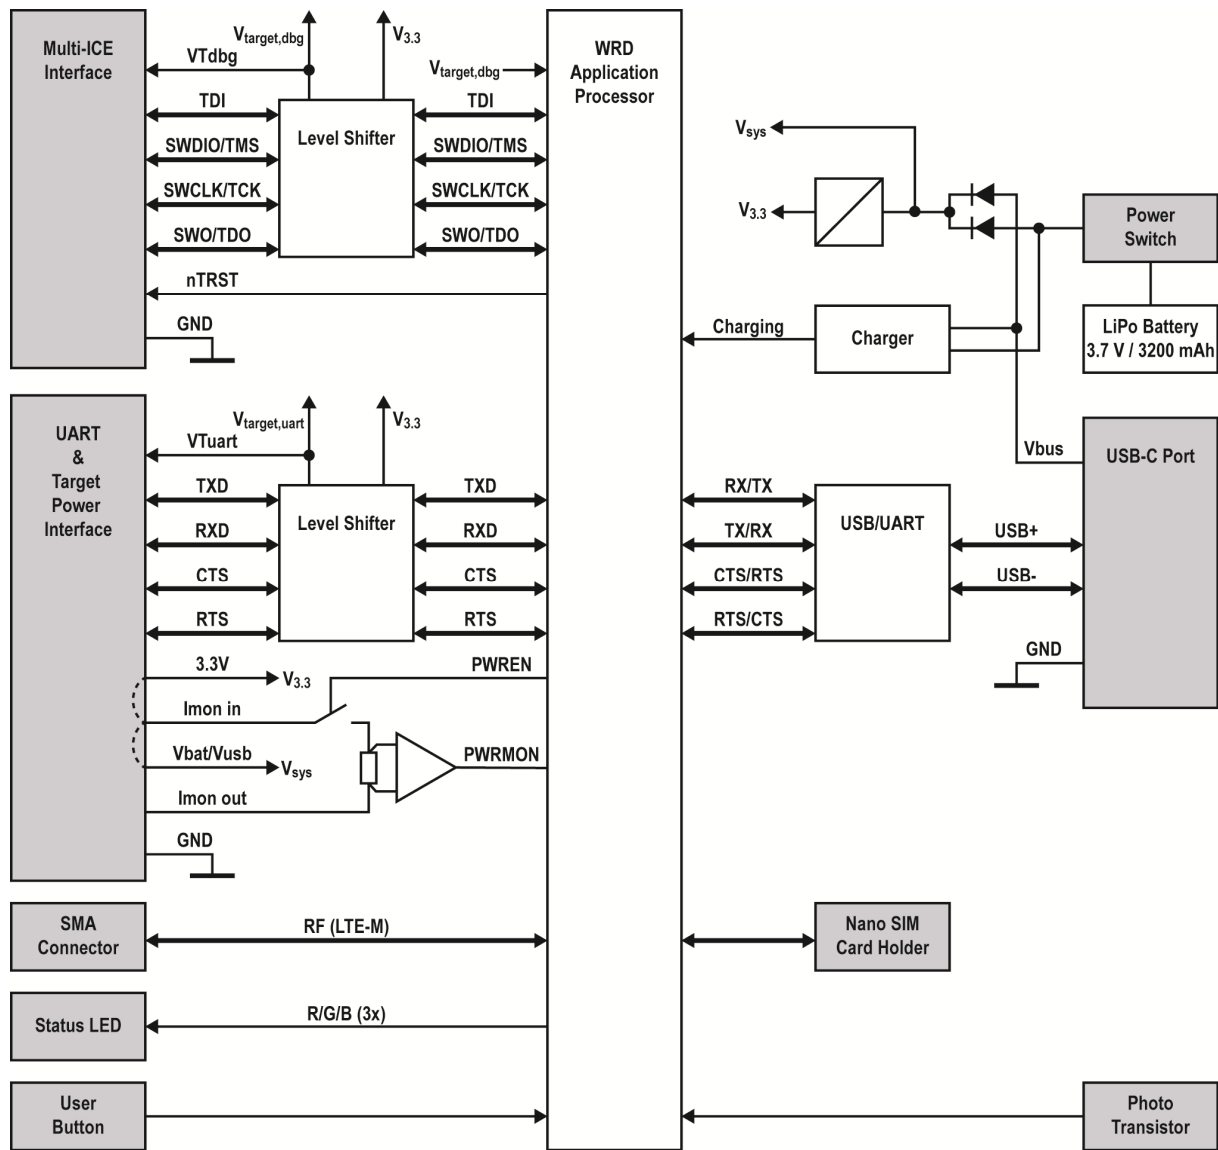 Multi-ICE
Interface
VTdbg
TDI
SWDIO/TMS
SWCLK/TCK
SWO/TDO
nTRST
GND
Vtarget,dbg
V3.3
Level Shifter
Vtarget,dbg
TDI
SWDIO/TMS
SWCLK/TCK
SWO/TDO
WRD
Application
Processor
Vsys
V3.3
Power
Switch
LiPo Battery
3.7 V / 3200 mAh
Charging
Charger
UART
&
Target
Power
Interface
VTuart
TXD
RXD
CTS
RTS
3.3V
V3.3
Imon in
Vbat/Vusb
Vsys
Imon out
GND
Vtarget,uart
V3.3
Level Shifter
TXD
RXD
CTS
RTS
PWREN
PWRMON
RX/TX
TX/RX
CTS/RTS
RTS/CTS
USB/UART
Vbus
USB+
USB-
GND
USB-C Port
SMA
Connector
RF (LTE-M)
Nano SIM
Card Holder
Status LED
R/G/B (3x)
User
Button
Photo
Transistor